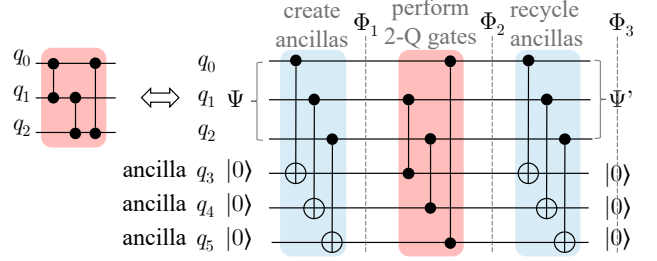 create Φ1 perform Φ2 recycle Φ3
ancillas 2-Q gates ancillas
q0 q0
q1 Ψ q1 Ψ'
q2 q2
ancilla q3 |0⟩ |0⟩
ancilla q4 |0⟩ |0⟩
ancilla q5 |0⟩ |0⟩